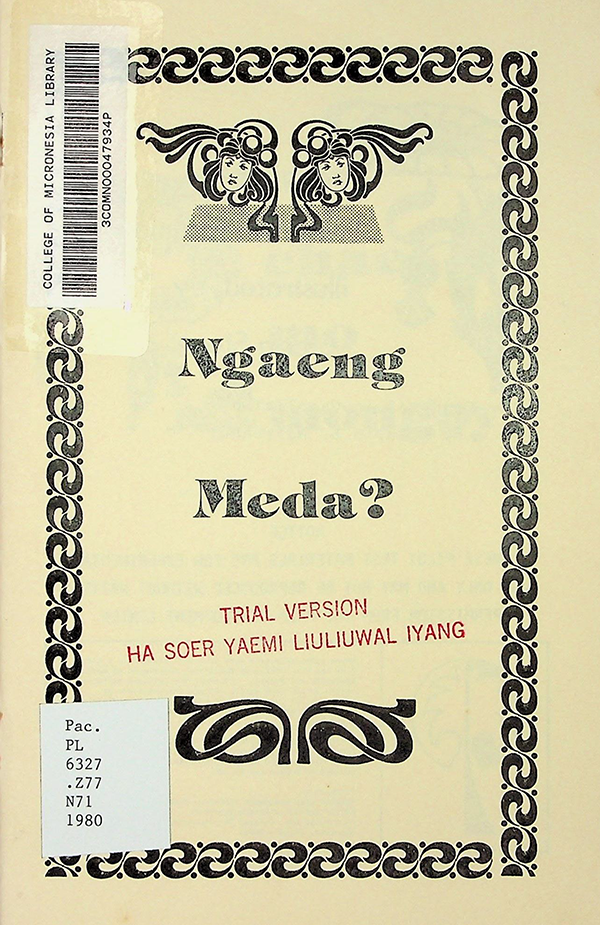 COLLEGE OF MICRONESIA LIBRARY
3COMN000047934P
Ngaeng
Meda?
TRIAL VERSION
HA SOER YAEMI LIULIUWAL IYANG
Pac.
PL
6327
.Z77
N71
1980